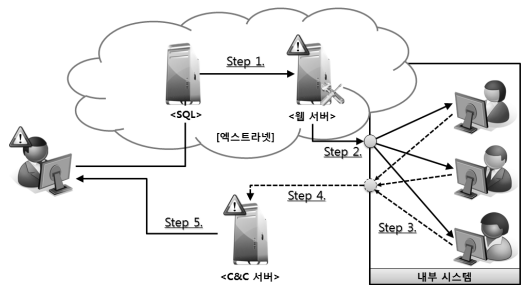 Step 1.
<SQL>
<웹 서버>
[엑스트라넷]
Step 2.
Step 4.
Step 5.
Step 3.
<C&C 서버>
내부 시스템